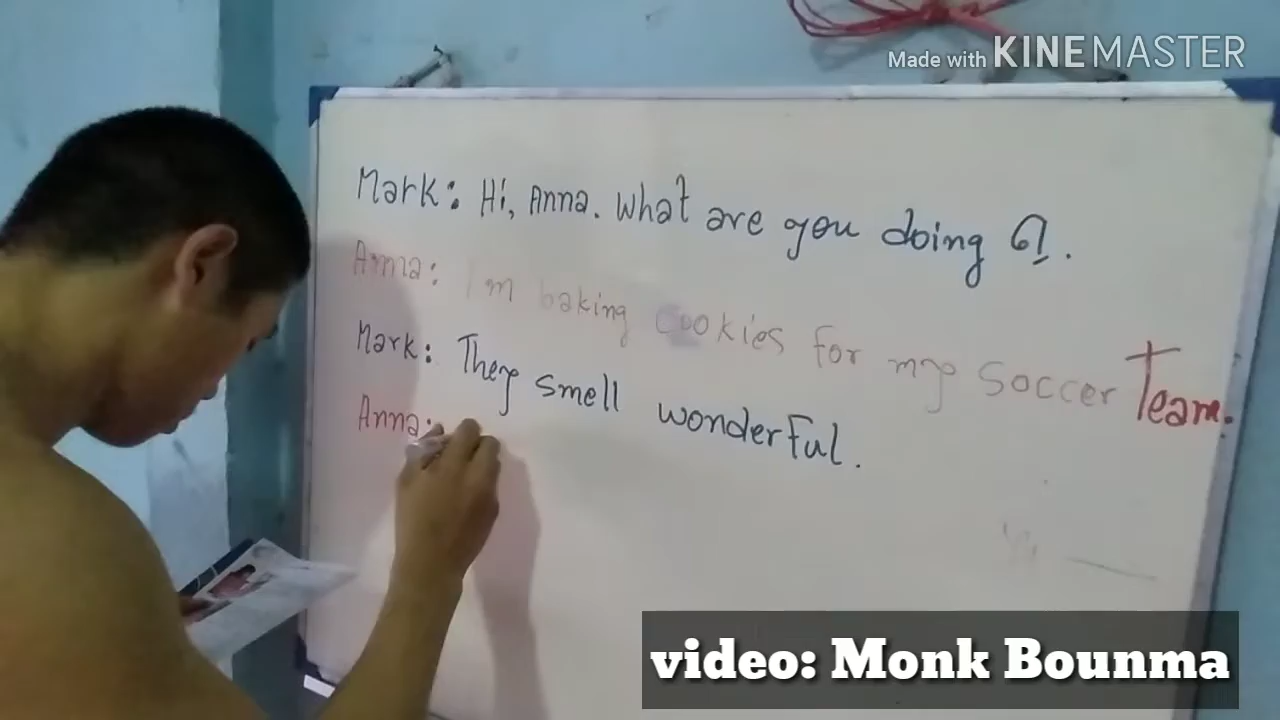 Made with KINEMASTER
Mark: Hi, Anna. What are you doing ?.
Anna: I'm baking cookies for my soccer Team.
Mark: They smell wonderful.
Anna:
video: Monk Bounma